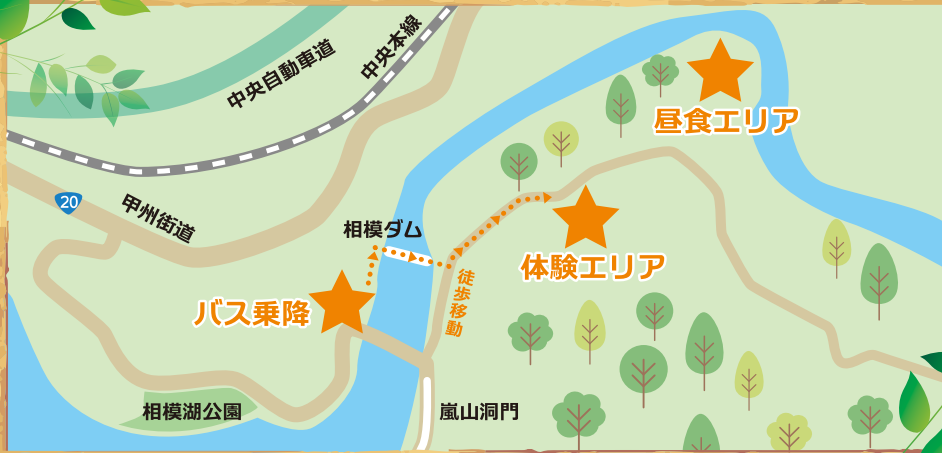 中央自動車道
中央本線
昼食エリア
20
甲州街道
相模ダム
体験エリア
徒歩移動
バス乗降
相模湖公園
嵐山洞門